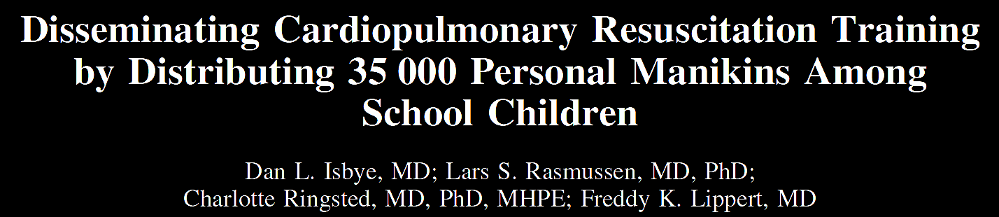 Disseminating Cardiopulmonary Resuscitation Training
by Distributing 35 000 Personal Manikins Among
School Children
Dan L. Isbye, MD; Lars S. Rasmussen, MD, PhD;
Charlotte Ringsted, MD, PhD, MHPE; Freddy K. Lippert, MD